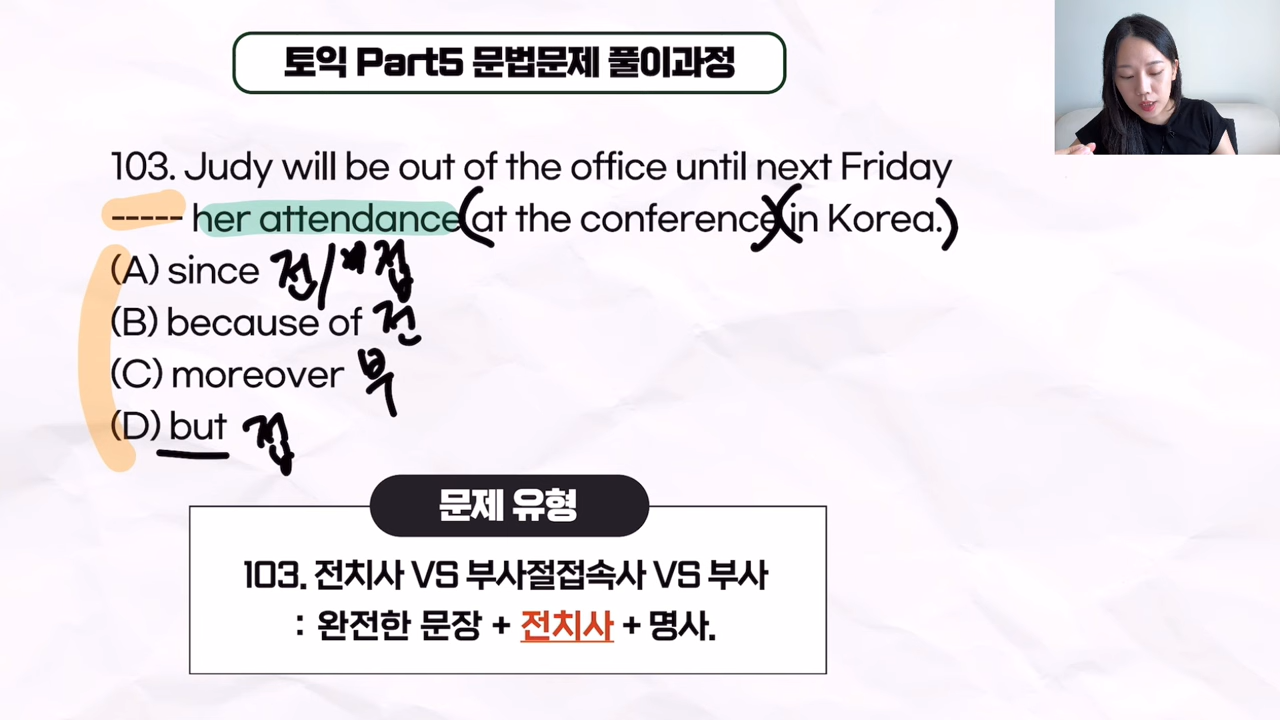 토익 Part5 문법문제 풀이과정
103. Judy will be out of the office until next Friday
----- her attendance (at the conference) (in Korea.)
(A) since 전/접
(B) because of 전
(C) moreover 부
(D) but 접
문제 유형
103. 전치사 VS 부사절접속사 VS 부사
: 완전한 문장 + 전치사 + 명사.